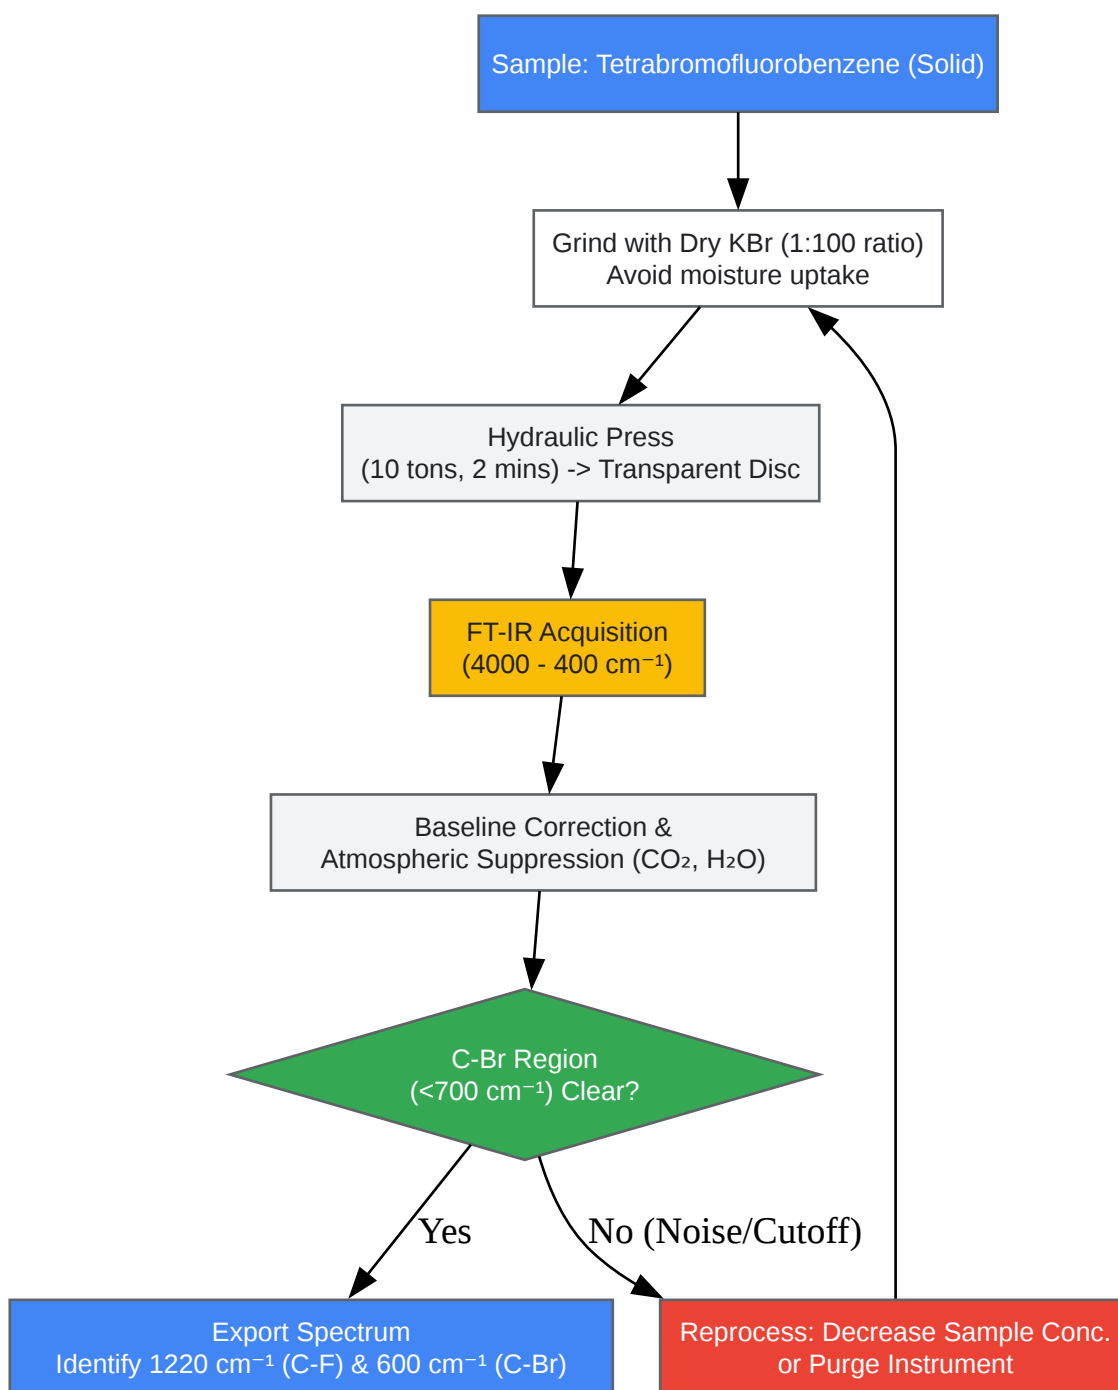 Sample: Tetrabromofluorobenzene (Solid)
Grind with Dry KBr (1:100 ratio)
Avoid moisture uptake
Hydraulic Press
(10 tons, 2 mins) -> Transparent Disc
FT-IR Acquisition
(4000 - 400 cm⁻¹)
Baseline Correction &
Atmospheric Suppression (CO₂, H₂O)
C-Br Region
(<700 cm⁻¹) Clear?
Yes
No (Noise/Cutoff)
Export Spectrum
Identify 1220 cm⁻¹ (C-F) & 600 cm⁻¹ (C-Br)
Reprocess: Decrease Sample Conc.
or Purge Instrument